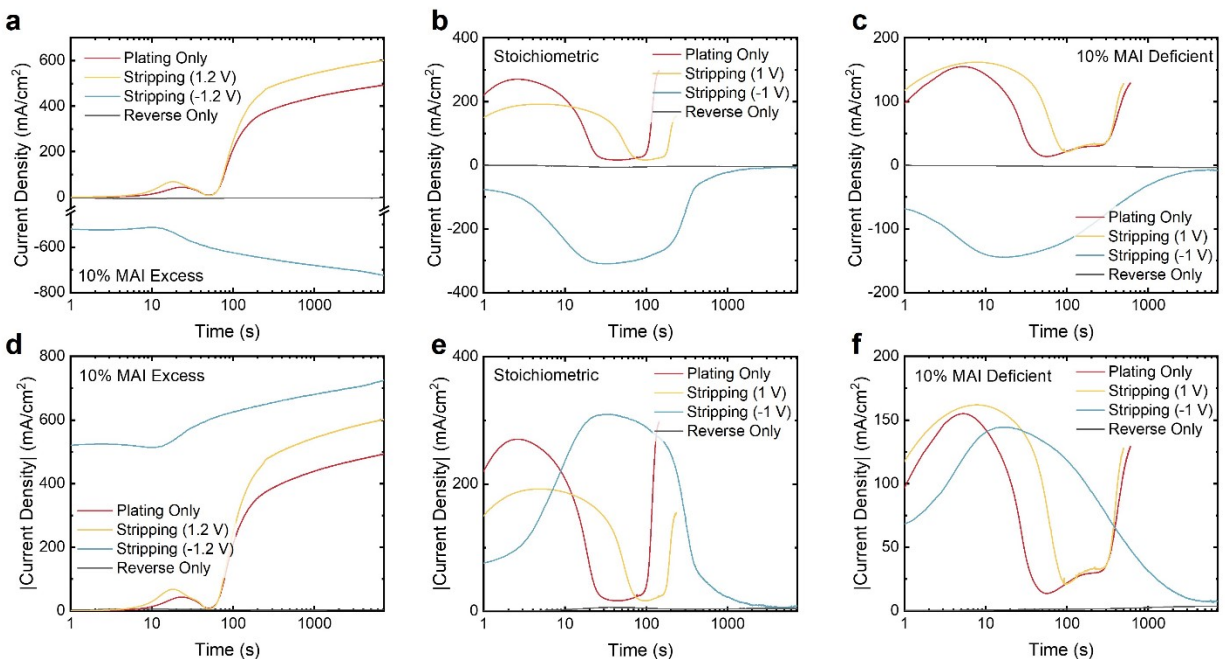 a
Current Density (mA/cm²)
600
400
200
0
-600
-800
Plating Only
Stripping (1.2 V)
Stripping (-1.2 V)
Reverse Only
10% MAI Excess
1
10
100
1000
Time (s)
b
Current Density (mA/cm²)
400
200
0
-200
-400
Stoichiometric
Plating Only
Stripping (1 V)
Stripping (-1 V)
Reverse Only
1
10
100
1000
Time (s)
c
Current Density (mA/cm²)
200
100
0
-100
-200
10% MAI Deficient
Plating Only
Stripping (1 V)
Stripping (-1 V)
Reverse Only
1
10
100
1000
Time (s)
d
|Current Density| (mA/cm²)
800
600
400
200
0
10% MAI Excess
Plating Only
Stripping (1.2 V)
Stripping (-1.2 V)
Reverse Only
1
10
100
1000
Time (s)
e
|Current Density| (mA/cm²)
400
200
0
Stoichiometric
Plating Only
Stripping (1 V)
Stripping (-1 V)
Reverse Only
1
10
100
1000
Time (s)
f
|Current Density| (mA/cm²)
200
150
100
50
0
10% MAI Deficient
Plating Only
Stripping (1 V)
Stripping (-1 V)
Reverse Only
1
10
100
1000
Time (s)